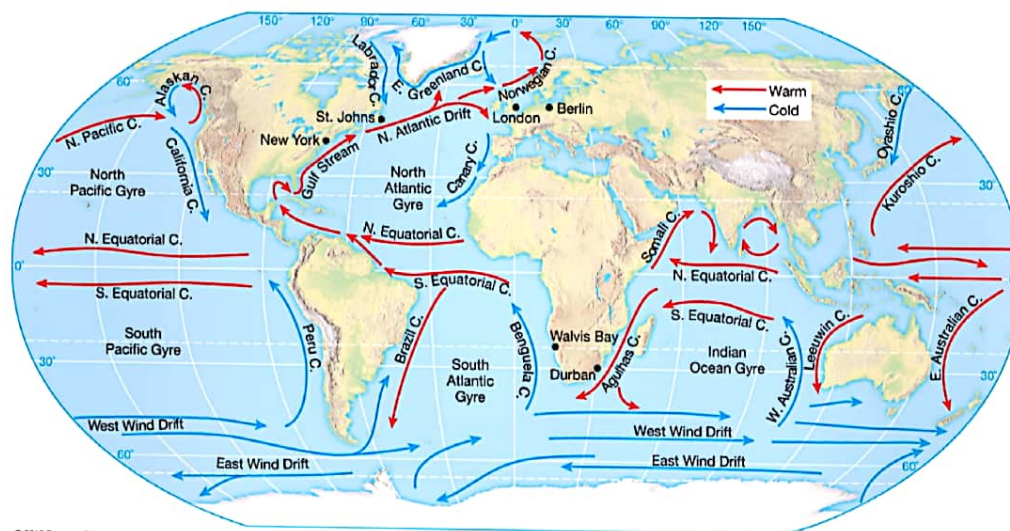 150°
120°
90°
60°
30°
0°
30°
60°
90°
120°
150°
60°
60°
Alaskan C.
Labrador C.
E. Greenland C.
Norwegian C.
Warm
Cold
St. Johns
London
Berlin
N. Pacific C.
New York
N. Atlantic Drift
Oyashio C.
California C.
Gulf Stream
Canary C.
Kuroshio C.
30°
30°
North
Pacific Gyre
North
Atlantic
Gyre
Somali C.
N. Equatorial C.
N. Equatorial C.
N. Equatorial C.
0°
0°
S. Equatorial C.
S. Equatorial C.
S. Equatorial C.
South
Pacific Gyre
Peru C.
Brazil C.
South
Atlantic
Gyre
Benguela C.
Walvis Bay
Durban
Agulhas C.
Indian
Ocean Gyre
W. Australian C.
Leeuwin C.
E. Australian C.
30°
30°
West Wind Drift
West Wind Drift
60°
60°
East Wind Drift
East Wind Drift